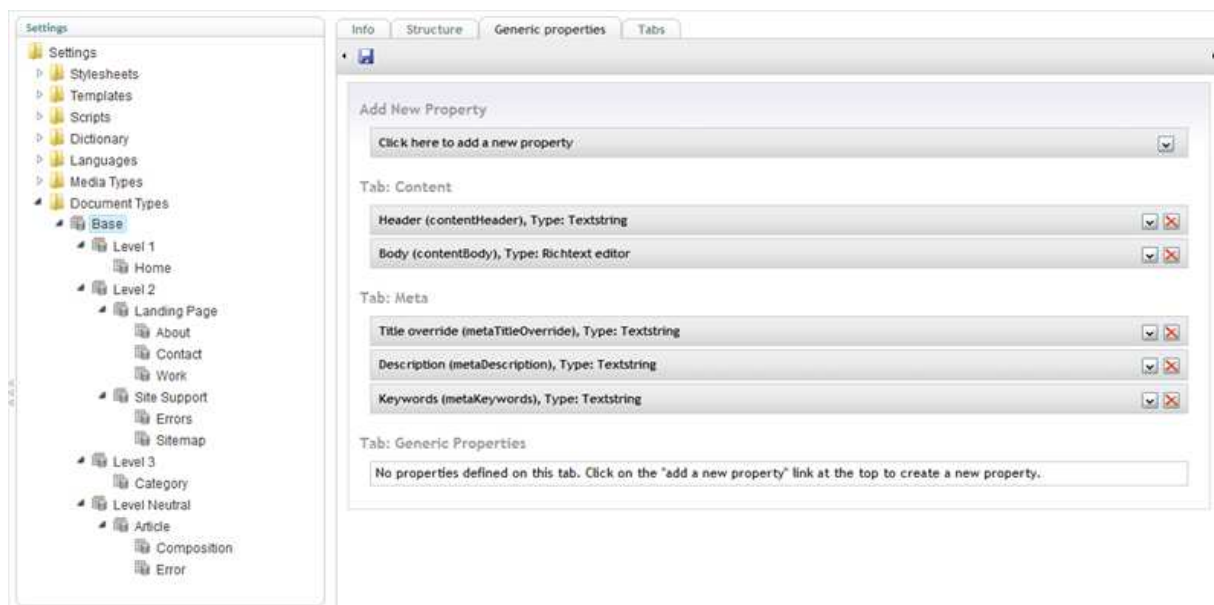 Settings
Settings
Stylesheets
Templates
Scripts
Dictionary
Languages
Media Types
Document Types
Base
Level 1
Home
Level 2
Landing Page
About
Contact
Work
Site Support
Errors
Sitemap
Level 3
Category
Level Neutral
Article
Composition
Error
Info Structure Generic properties Tabs
Add New Property
Click here to add a new property
Tab: Content
Header (contentHeader), Type: Textstring
Body (contentBody), Type: Richtext editor
Tab: Meta
Title override (metaTitleOverride), Type: Textstring
Description (metaDescription), Type: Textstring
Keywords (metaKeywords), Type: Textstring
Tab: Generic Properties
No properties defined on this tab. Click on the "add a new property" link at the top to create a new property.